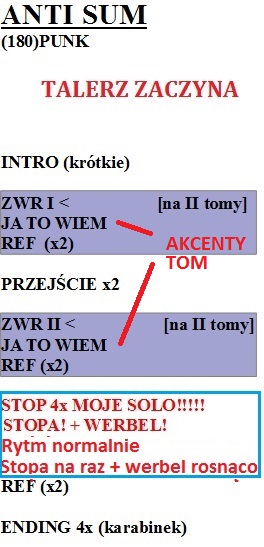 ANTI SUM
(180)PUNK
TALERZ ZACZYNA
INTRO (krótkie)
ZWR I < [na II tomy]
JA TO WIEM
REF (x2)
AKCENTY
TOM
PRZEJŚCIE x2
ZWR II < [na II tomy]
JA TO WIEM
REF (x2)
STOP 4x MOJE SOLO!!!!!
STOPA! + WERBEL!
Rytm normalnie
Stopa na raz + werbel rosnąco
REF (x2)
ENDING 4x (karabinek)